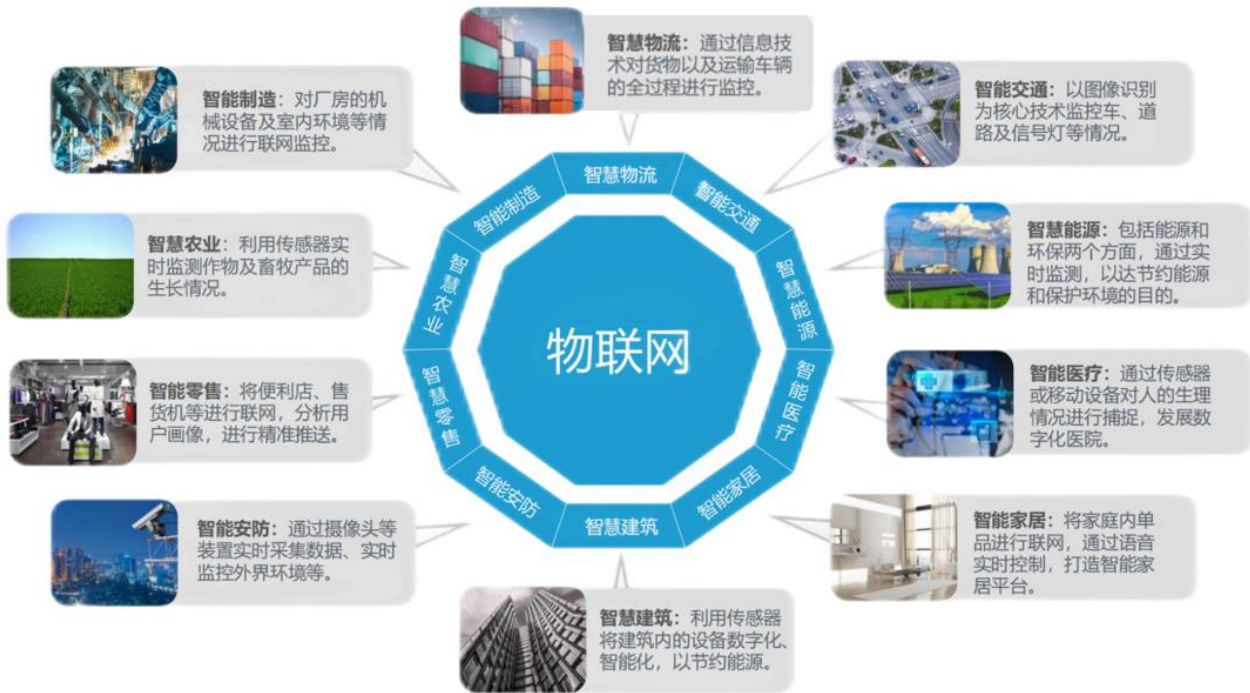 智慧物流：通过信息技
术对货物以及运输车辆
的全过程进行监控。
智能制造：对厂房的机
械设备及室内环境等情
况进行联网监控。
智能交通：以图像识别
为核心技术监控车、道
路及信号灯等情况。
智慧农业：利用传感器实
时监测作物及畜牧产品的
生长情况。
智慧能源：包括能源和
环保两个方面，通过实
时监测，以达节约能源
和保护环境的目的。
智能零售：将便利店、售
货机等进行联网，分析用
户画像，进行精准推送。
智能医疗：通过传感器
或移动设备对人的生理
情况进行捕捉，发展数
字化医院。
智能安防：通过摄像头等
装置实时采集数据、实时
监控外界环境等。
智能家居：将家庭内单
品进行联网，通过语音
实时控制，打造智能家
居平台。
智慧建筑：利用传感器
将建筑内的设备数字化、
智能化，以节约能源。
智慧物流
智能交通
智慧能源
智能医疗
智能家居
智慧建筑
智能安防
智慧零售
智慧农业
智能制造
物联网